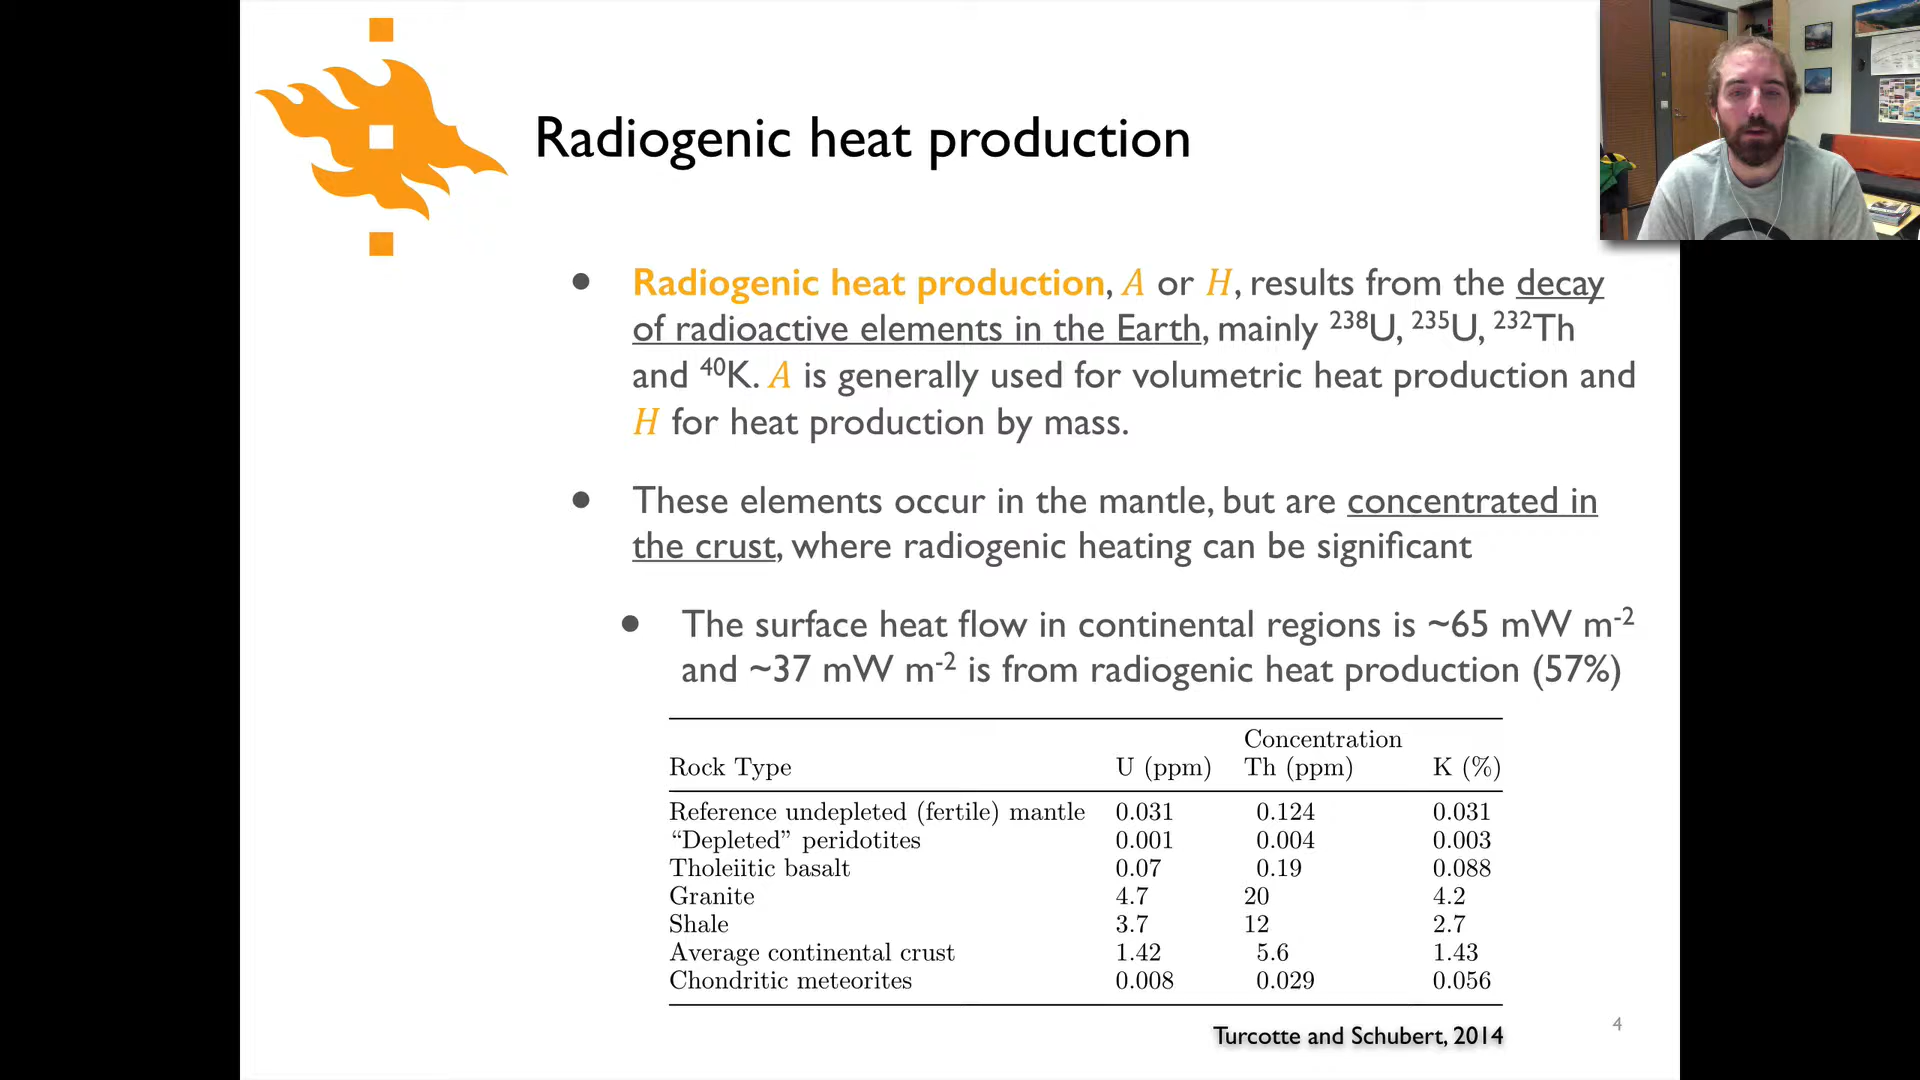 Radiogenic heat production
● Radiogenic heat production, A or H, results from the decay
of radioactive elements in the Earth, mainly ²³⁸U, ²³⁵U, ²³²Th
and ⁴⁰K. A is generally used for volumetric heat production and
H for heat production by mass.
● These elements occur in the mantle, but are concentrated in
the crust, where radiogenic heating can be significant
● The surface heat flow in continental regions is ~65 mW m⁻²
and ~37 mW m⁻² is from radiogenic heat production (57%)
Concentration
Rock Type U (ppm) Th (ppm) K (%)
Reference undepleted (fertile) mantle 0.031 0.124 0.031
“Depleted” peridotites 0.001 0.004 0.003
Tholeiitic basalt 0.07 0.19 0.088
Granite 4.7 20 4.2
Shale 3.7 12 2.7
Average continental crust 1.42 5.6 1.43
Chondritic meteorites 0.008 0.029 0.056
Turcotte and Schubert, 2014
4